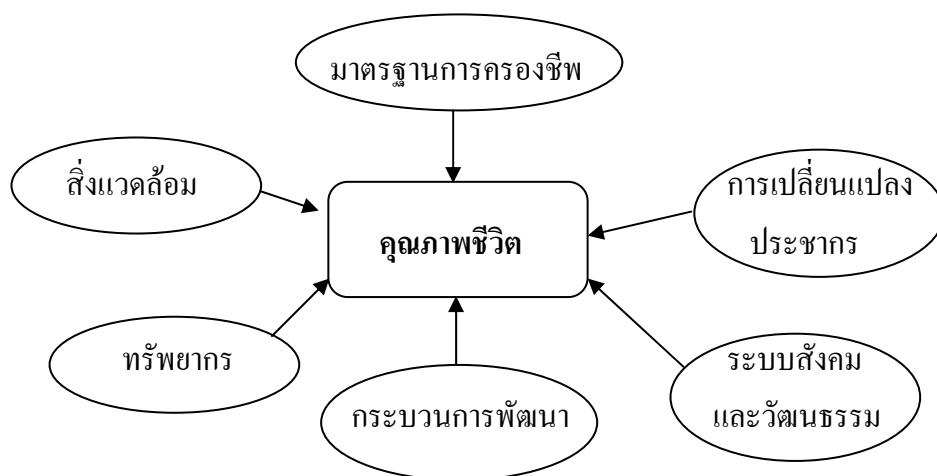 มาตรฐานการครองชีพ
สิ่งแวดล้อม
การเปลี่ยนแปลง
ประชากร
คุณภาพชีวิต
ทรัพยากร
กระบวนการพัฒนา
ระบบสังคม
และวัฒนธรรม